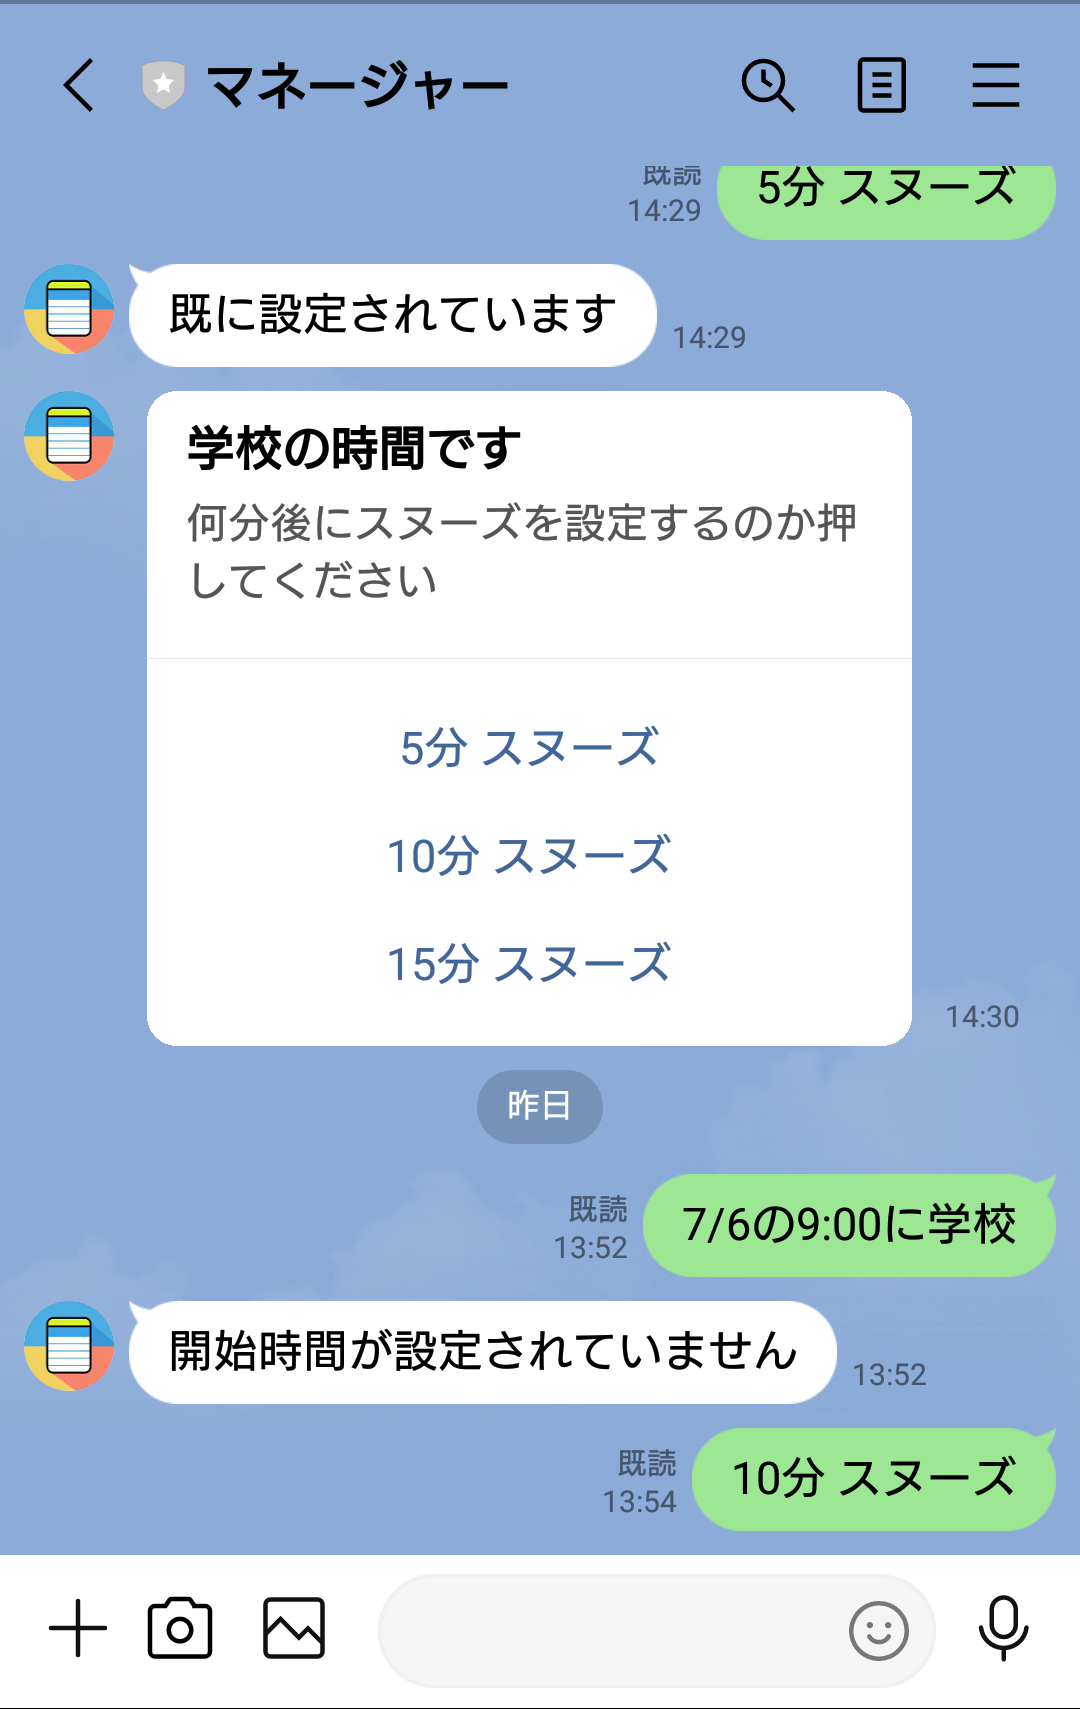 マネージャー
既読
14:29
5分 スヌーズ
既に設定されています
14:29
学校の時間です
何分後にスヌーズを設定するのか押
してください
5分 スヌーズ
10分 スヌーズ
15分 スヌーズ
14:30
昨日
既読
13:52
7/6の9:00に学校
開始時間が設定されていません
13:52
既読
13:54
10分 スヌーズ